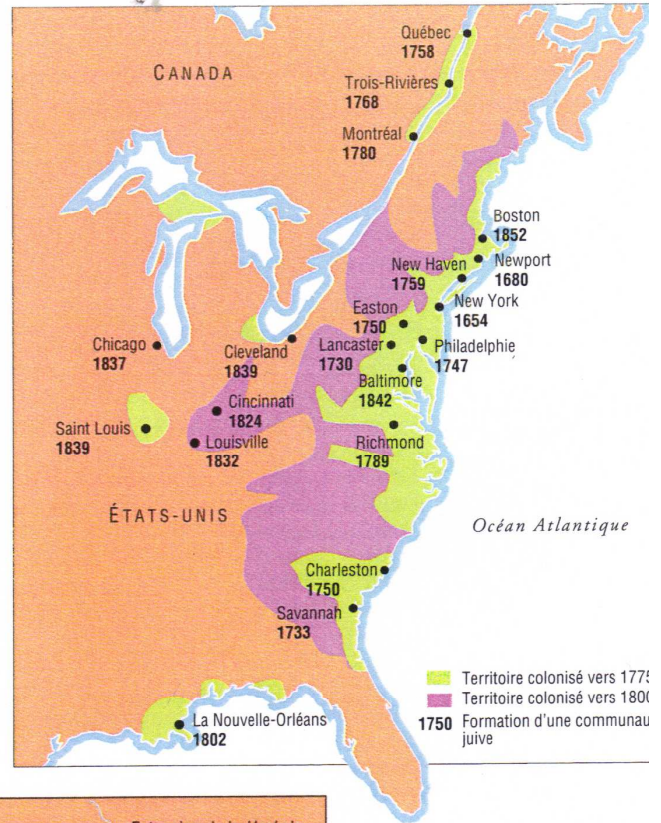 Québec
1758
CANADA
Trois-Rivières
1768
Montréal
1780
Boston
1852
New Haven
1759
Newport
1680
Easton
1750
New York
1654
Chicago
1837
Cleveland
1839
Lancaster
1730
Philadelphie
1747
Baltimore
1842
Cincinnati
1824
Saint Louis
1839
Louisville
1832
Richmond
1789
ÉTATS-UNIS
Océan Atlantique
Charleston
1750
Savannah
1733
Territoire colonisé vers 1775
Territoire colonisé vers 1800
1750 Formation d'une communau
juive
La Nouvelle-Orléans
1802